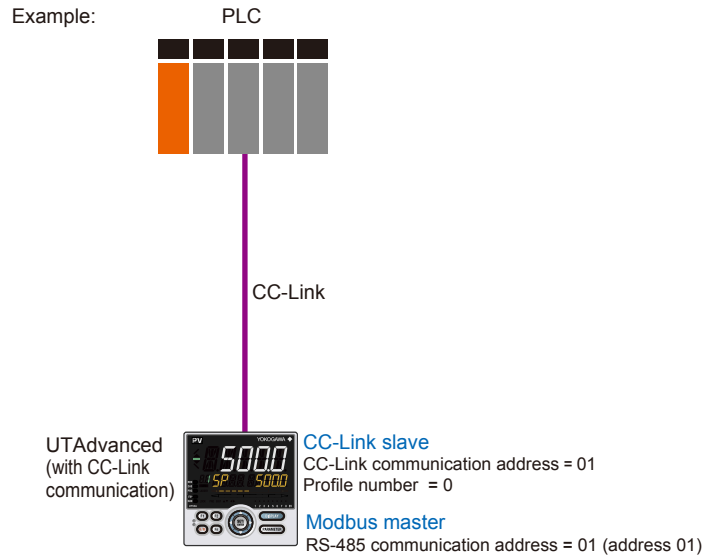 Example:
PLC
CC-Link
UTAdvanced
(with CC-Link
communication)
PV
YOKOGAWA
500.0
SP 500.0
CC-Link slave
CC-Link communication address = 01
Profile number = 0
Modbus master
RS-485 communication address = 01 (address 01)